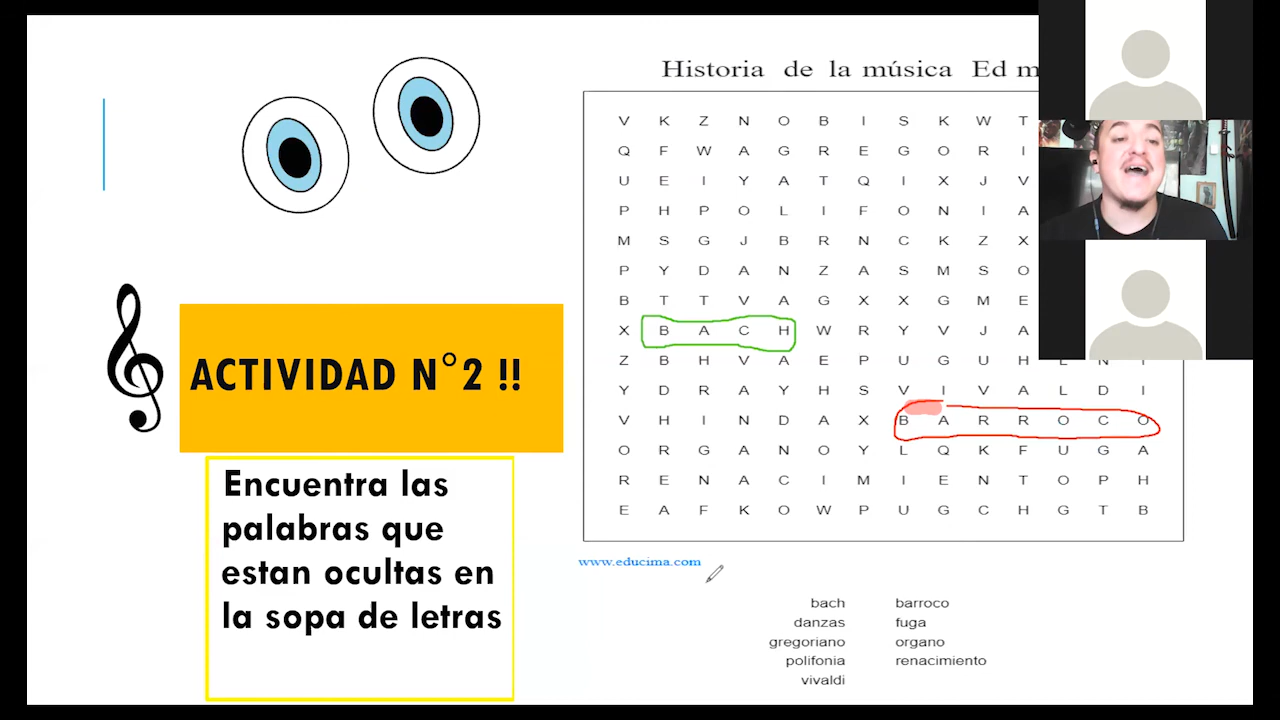 Historia de la música Ed
V K Z N O B I S K W T
Q F W A G R E G O R I
U E I Y A T Q I X J V
P H P O L I F O N I A
M S G J B R N C K Z X
P Y D A N Z A S M S O
B T T V A G X X G M E
X B A C H W R Y V J A
Z B H V A E P U G U H E N I
Y D R A Y H S V I V A L D I
V H I N D A X B A R R O C O
O R G A N O Y L Q K F U G A
R E N A C I M I E N T O P H
E A F K O W P U G C H G T B
ACTIVIDAD N°2 !!
Encuentra las
palabras que
estan ocultas en
la sopa de letras
www.educima.com
bach barroco
danzas fuga
gregoriano organo
polifonia renacimiento
vivaldi